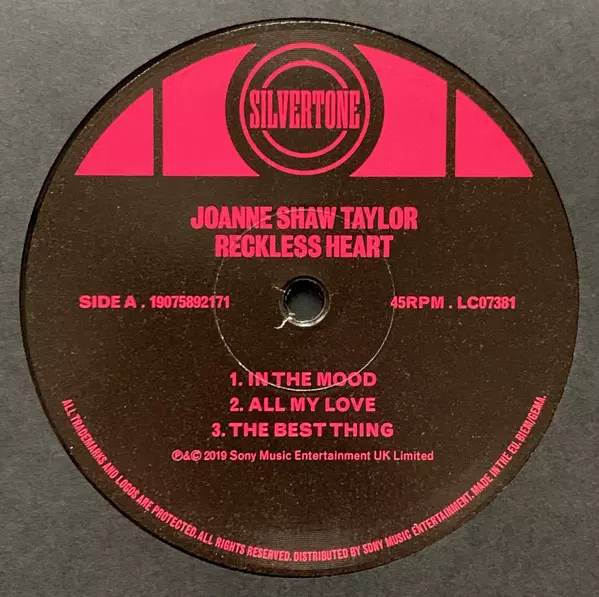 SILVERTONE
JOANNE SHAW TAYLOR
RECKLESS HEART
SIDE A . 19075892171
45RPM . LC07381
1. IN THE MOOD
2. ALL MY LOVE
3. THE BEST THING
Ⓟ&© 2019 Sony Music Entertainment UK Limited
ALL TRADEMARKS AND LOGOS ARE PROTECTED. ALL RIGHTS RESERVED. DISTRIBUTED BY SONY MUSIC ENTERTAINMENT. MADE IN THE EU. BIEM/GEMA.